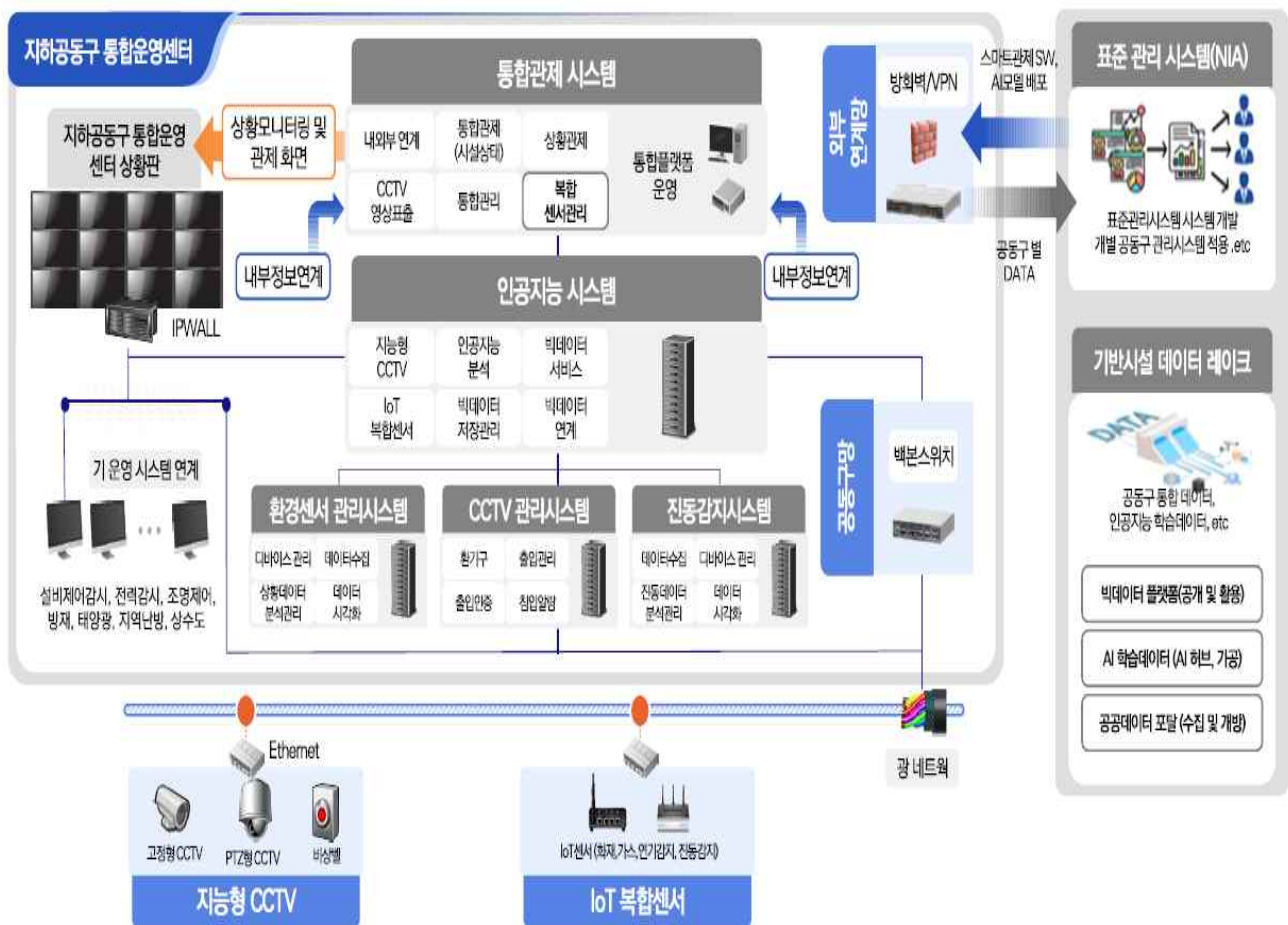 지하공동구 통합운영센터
지하공동구 통합운영
센터 상황판
상황모니터링 및
관제 화면
IPWALL
통합관제 시스템
내외부 연계
통합관제
(시설상태)
상황관제
CCTV
영상표출
통합관리
복합
센서관리
통합플랫폼
운영
내부정보연계
내부정보연계
인공지능 시스템
지능형
CCTV
인공지능
분석
빅데이터
서비스
IoT
복합센서
빅데이터
저장관리
빅데이터
연계
기 운영 시스템 연계
설비제어감시, 전력감시, 조명제어,
방재, 태양광, 지역난방, 상수도
환경센서 관리시스템
디바이스 관리
데이터수집
상황데이터
분석관리
데이터
시각화
CCTV 관리시스템
환기구
출입관리
출입인증
침입알람
진동감지시스템
데이터수집
디바이스 관리
진동데이터
분석관리
데이터
시각화
외부
연계망
방화벽/VPN
공동구망
백본스위치
스마트관제 SW,
AI모델 배포
공동구 별
DATA
표준 관리 시스템(NIA)
표준관리시스템 시스템 개발
개별 공동구 관리시스템 적용 ,etc
기반시설 데이터 레이크
DATA
공동구 통합 데이터,
인공지능 학습데이터, etc
빅데이터 플랫폼(공개 및 활용)
AI 학습데이터 (AI 허브, 가공)
공공데이터 포탈 (수집 및 개방)
Ethernet
고정형 CCTV
PTZ형 CCTV
비상벨
지능형 CCTV
IoT센서 (화재,가스,연기감지, 진동감지)
IoT 복합센서
광 네트웍